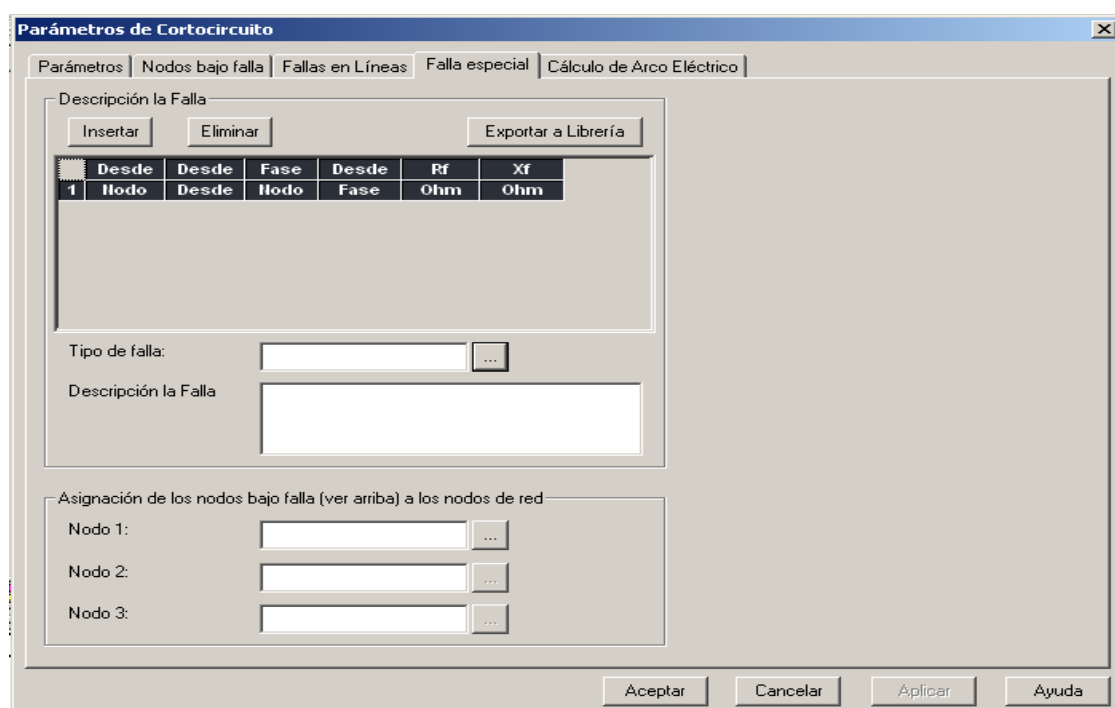 Parámetros de Cortocircuito
Parámetros Nodos bajo falla Fallas en Líneas Falla especial Cálculo de Arco Eléctrico
Descripción la Falla
Insertar Eliminar Exportar a Librería
Desde Desde Fase Desde Rf Xf
1 Nodo Desde Nodo Fase Ohm Ohm
Tipo de falla: ...
Descripción la Falla
Asignación de los nodos bajo falla (ver arriba) a los nodos de red
Nodo 1: ...
Nodo 2: ...
Nodo 3: ...
Aceptar Cancelar Aplicar Ayuda